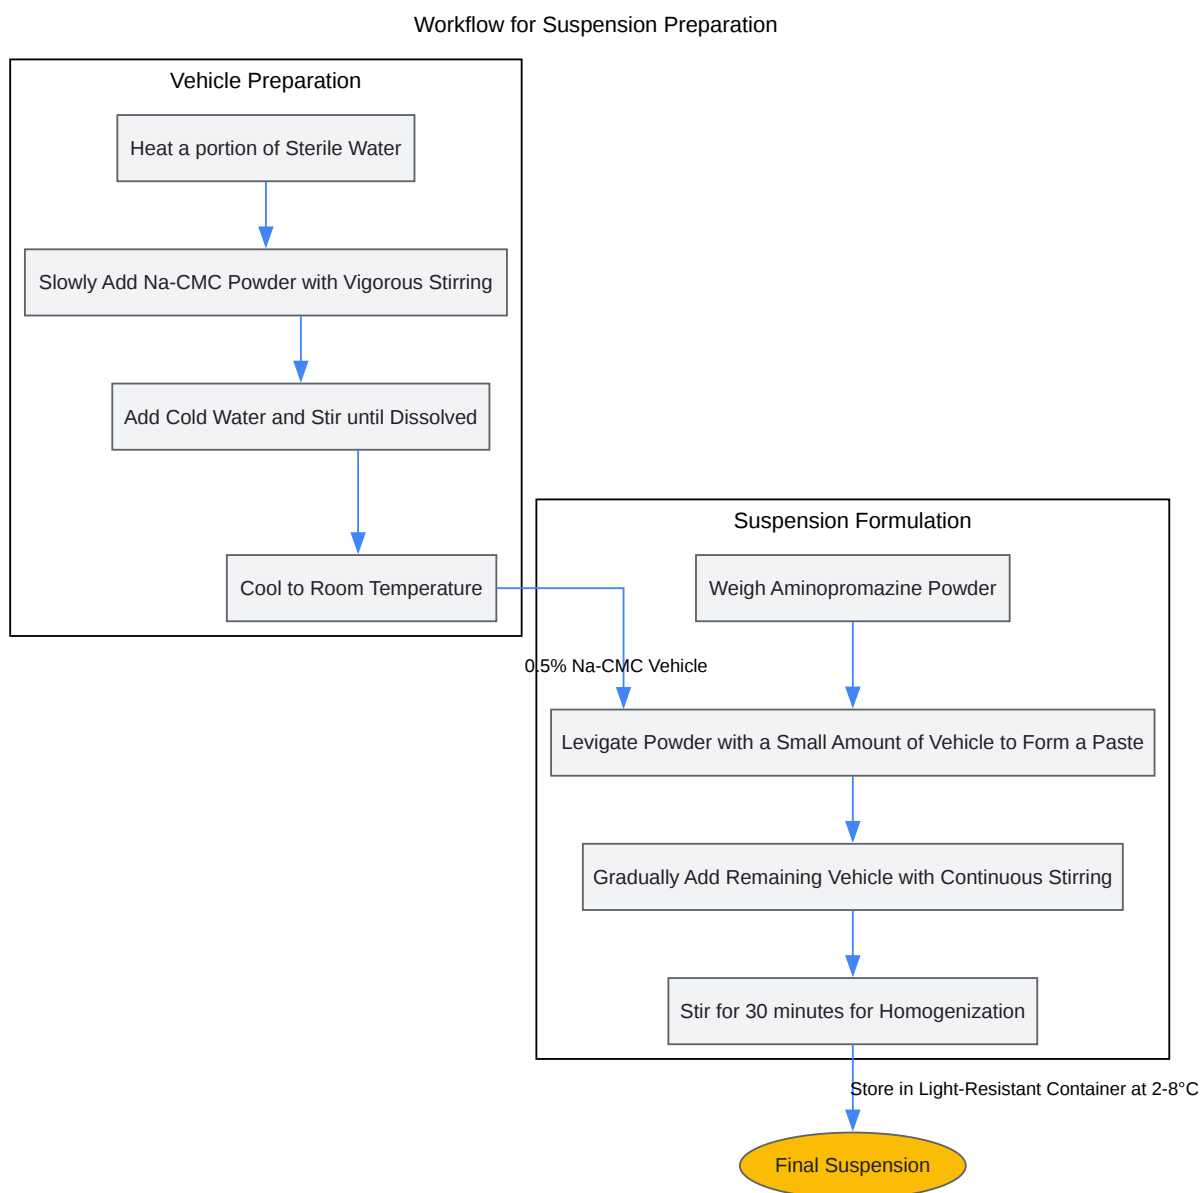 Workflow for Suspension Preparation
Vehicle Preparation
Heat a portion of Sterile Water
Slowly Add Na-CMC Powder with Vigorous Stirring
Add Cold Water and Stir until Dissolved
Cool to Room Temperature
0.5% Na-CMC Vehicle
Suspension Formulation
Weigh Aminopromazine Powder
Levigate Powder with a Small Amount of Vehicle to Form a Paste
Gradually Add Remaining Vehicle with Continuous Stirring
Stir for 30 minutes for Homogenization
Store in Light-Resistant Container at 2-8°C
Final Suspension